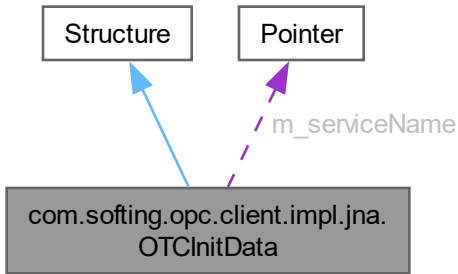 Structure
Pointer
m_serviceName
com.softing.opc.client.impl.jna.
OTCInitData